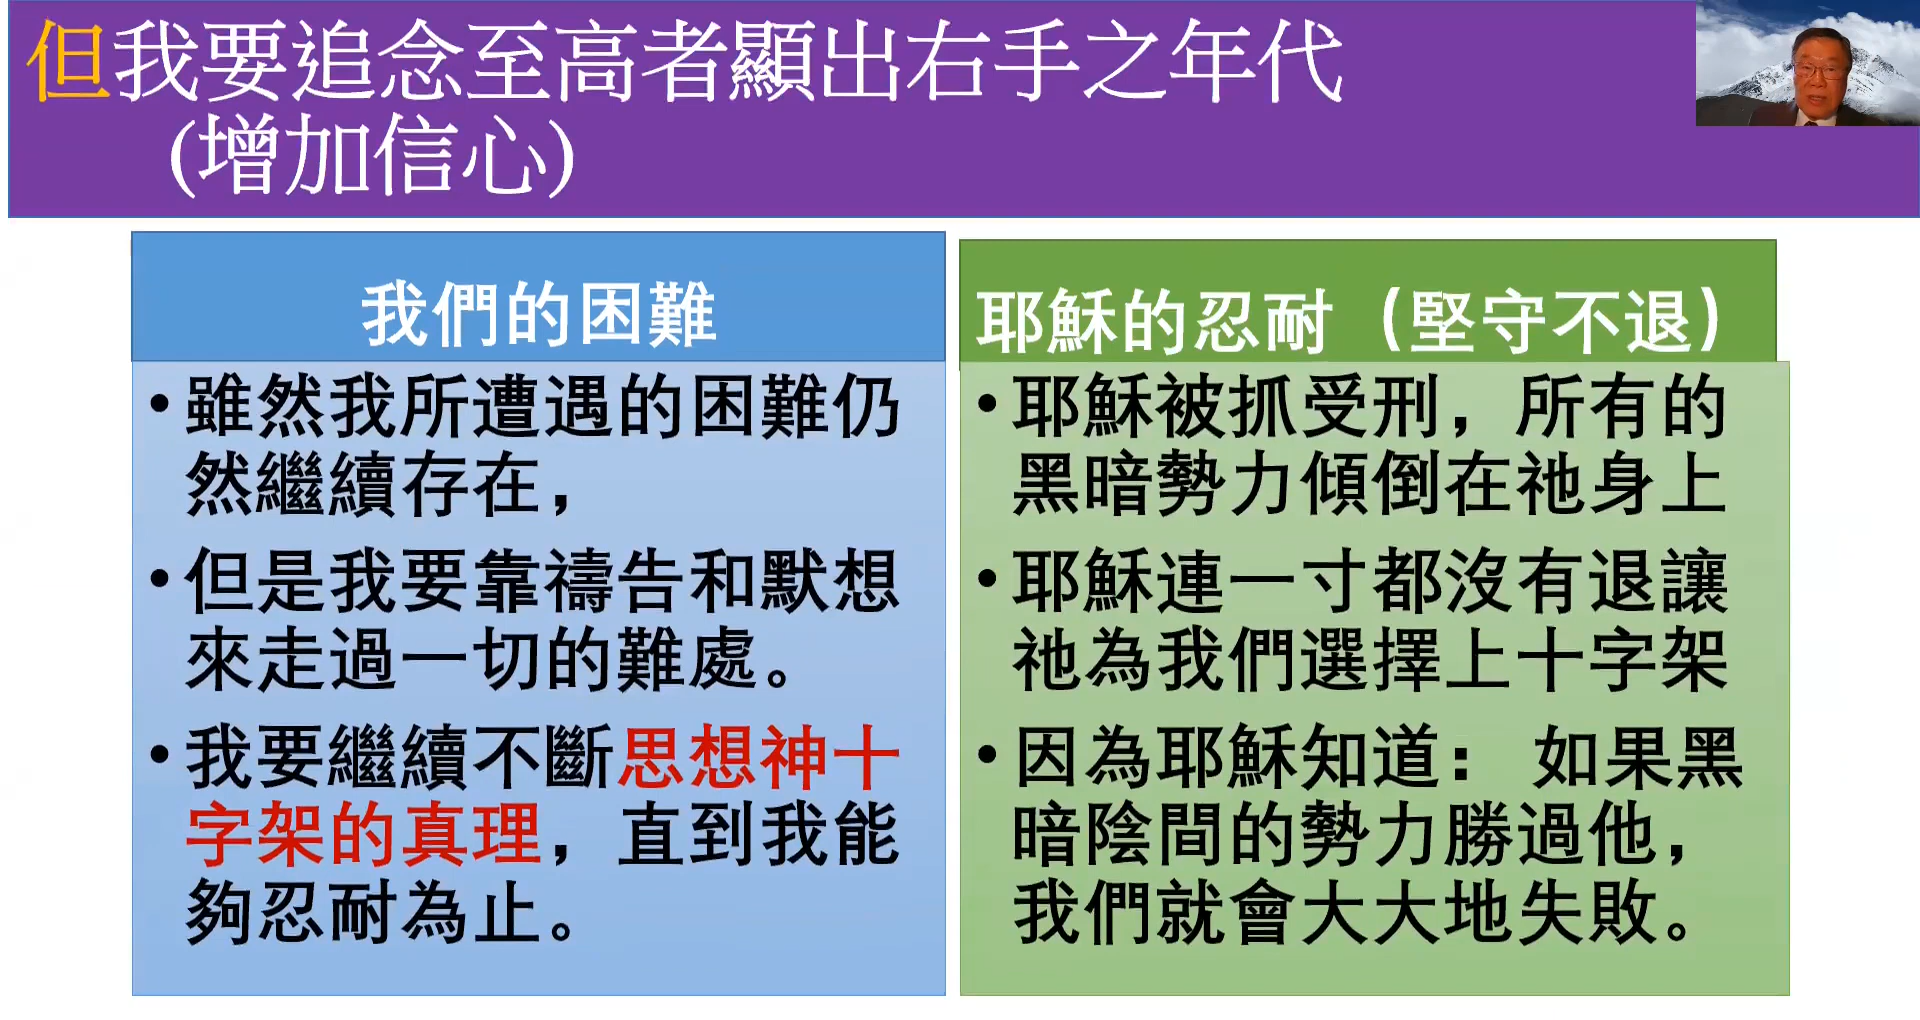 但我要追念至高者顯出右手之年代
(增加信心)
我們的困難
• 雖然我所遭遇的困難仍
然繼續存在，
• 但是我要靠禱告和默想
來走過一切的難處。
• 我要繼續不斷思想神十
字架的真理，直到我能
夠忍耐為止。
耶穌的忍耐（堅守不退）
• 耶穌被抓受刑，所有的
黑暗勢力傾倒在祂身上
• 耶穌連一寸都沒有退讓
祂為我們選擇上十字架
• 因為耶穌知道： 如果黑
暗陰間的勢力勝過他，
我們就會大大地失敗。